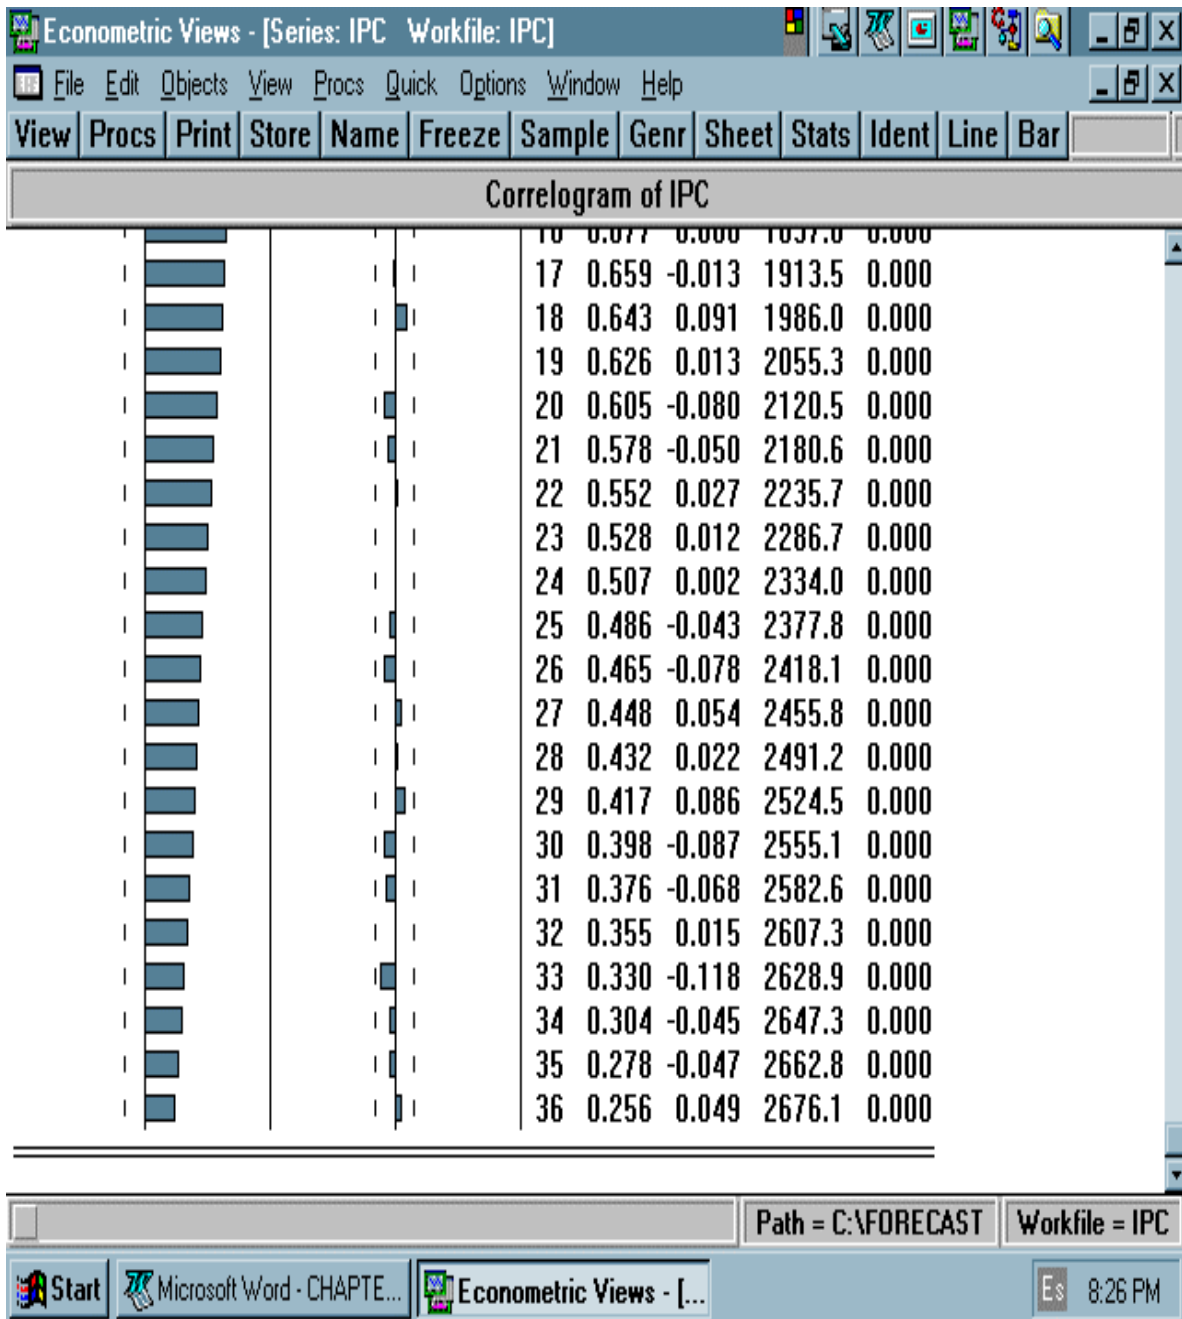 Econometric Views - [Series: IPC Workfile: IPC]
File Edit Objects View Procs Quick Options Window Help
View Procs Print Store Name Freeze Sample Genr Sheet Stats Ident Line Bar
Correlogram of IPC
17 0.659 -0.013 1913.5 0.000
18 0.643 0.091 1986.0 0.000
19 0.626 0.013 2055.3 0.000
20 0.605 -0.080 2120.5 0.000
21 0.578 -0.050 2180.6 0.000
22 0.552 0.027 2235.7 0.000
23 0.528 0.012 2286.7 0.000
24 0.507 0.002 2334.0 0.000
25 0.486 -0.043 2377.8 0.000
26 0.465 -0.078 2418.1 0.000
27 0.448 0.054 2455.8 0.000
28 0.432 0.022 2491.2 0.000
29 0.417 0.086 2524.5 0.000
30 0.398 -0.087 2555.1 0.000
31 0.376 -0.068 2582.6 0.000
32 0.355 0.015 2607.3 0.000
33 0.330 -0.118 2628.9 0.000
34 0.304 -0.045 2647.3 0.000
35 0.278 -0.047 2662.8 0.000
36 0.256 0.049 2676.1 0.000
Path = C:\FORECAST Workfile = IPC
Start Microsoft Word - CHAPTE... Econometric Views - [... Es 8:26 PM